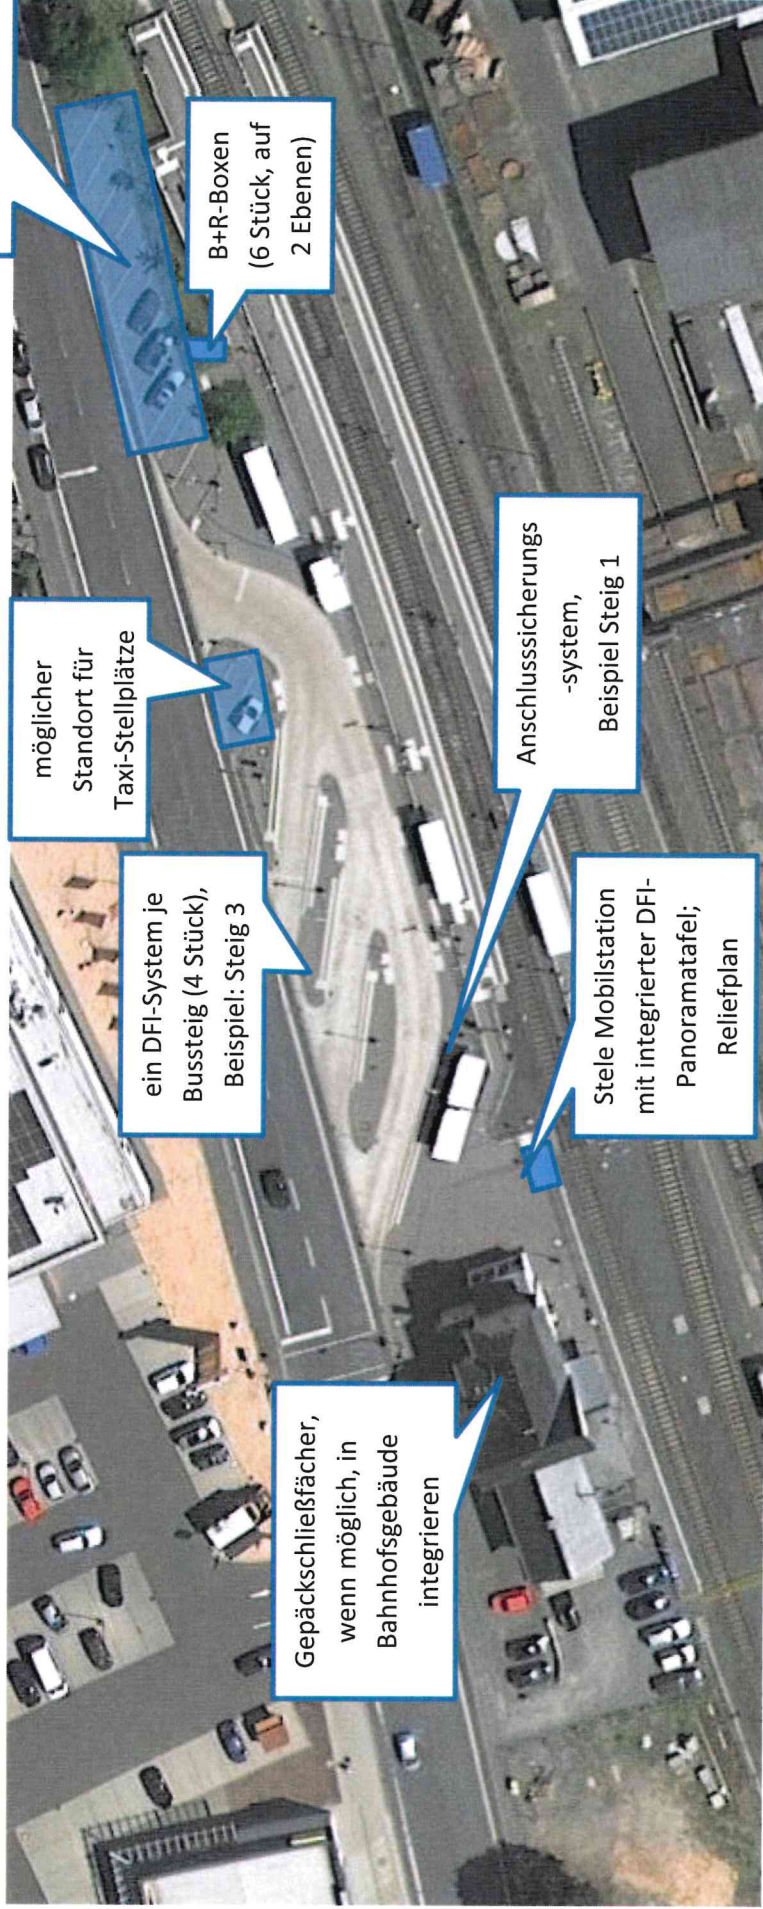 Gepäckschließfächer,
wenn möglich, in
Bahnhofsgebäude
integrieren
ein DFI-System je
Bussteig (4 Stück),
Beispiel: Steig 3
möglicher
Standort für
Taxi-Stellplätze
B+R-Boxen
(6 Stück, auf
2 Ebenen)
Stele Mobilstation
mit integrierter DFI-
Panoramatafel;
Reliefplan
Anschlusssicherungs
-system,
Beispiel Steig 1